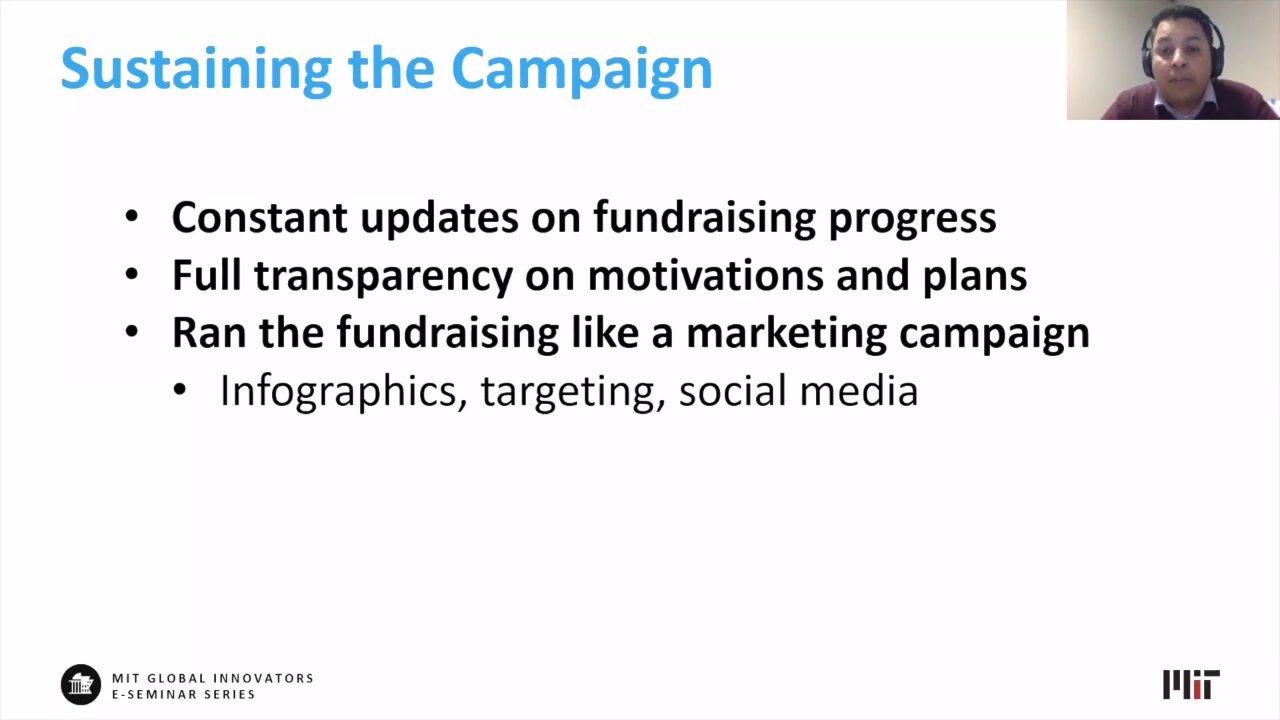 Sustaining the Campaign
• Constant updates on fundraising progress
• Full transparency on motivations and plans
• Ran the fundraising like a marketing campaign
• Infographics, targeting, social media
MIT GLOBAL INNOVATORS
E-SEMINAR SERIES
MIT